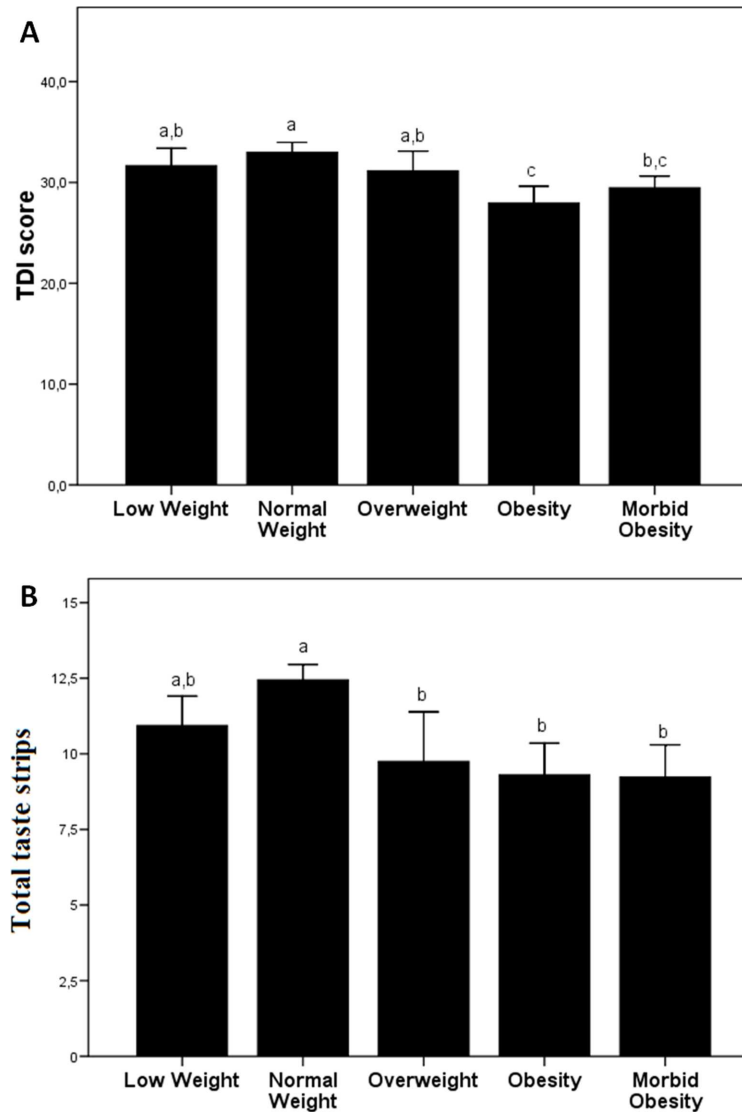 A
TDI score
40,0
30,0
20,0
10,0
0,0
a,b
a
a,b
c
b,c
Low Weight
Normal
Weight
Overweight
Obesity
Morbid
Obesity
B
Total taste strips
15
12,5
10
7,5
5
2,5
0
a,b
a
b
b
b
Low Weight
Normal
Weight
Overweight
Obesity
Morbid
Obesity